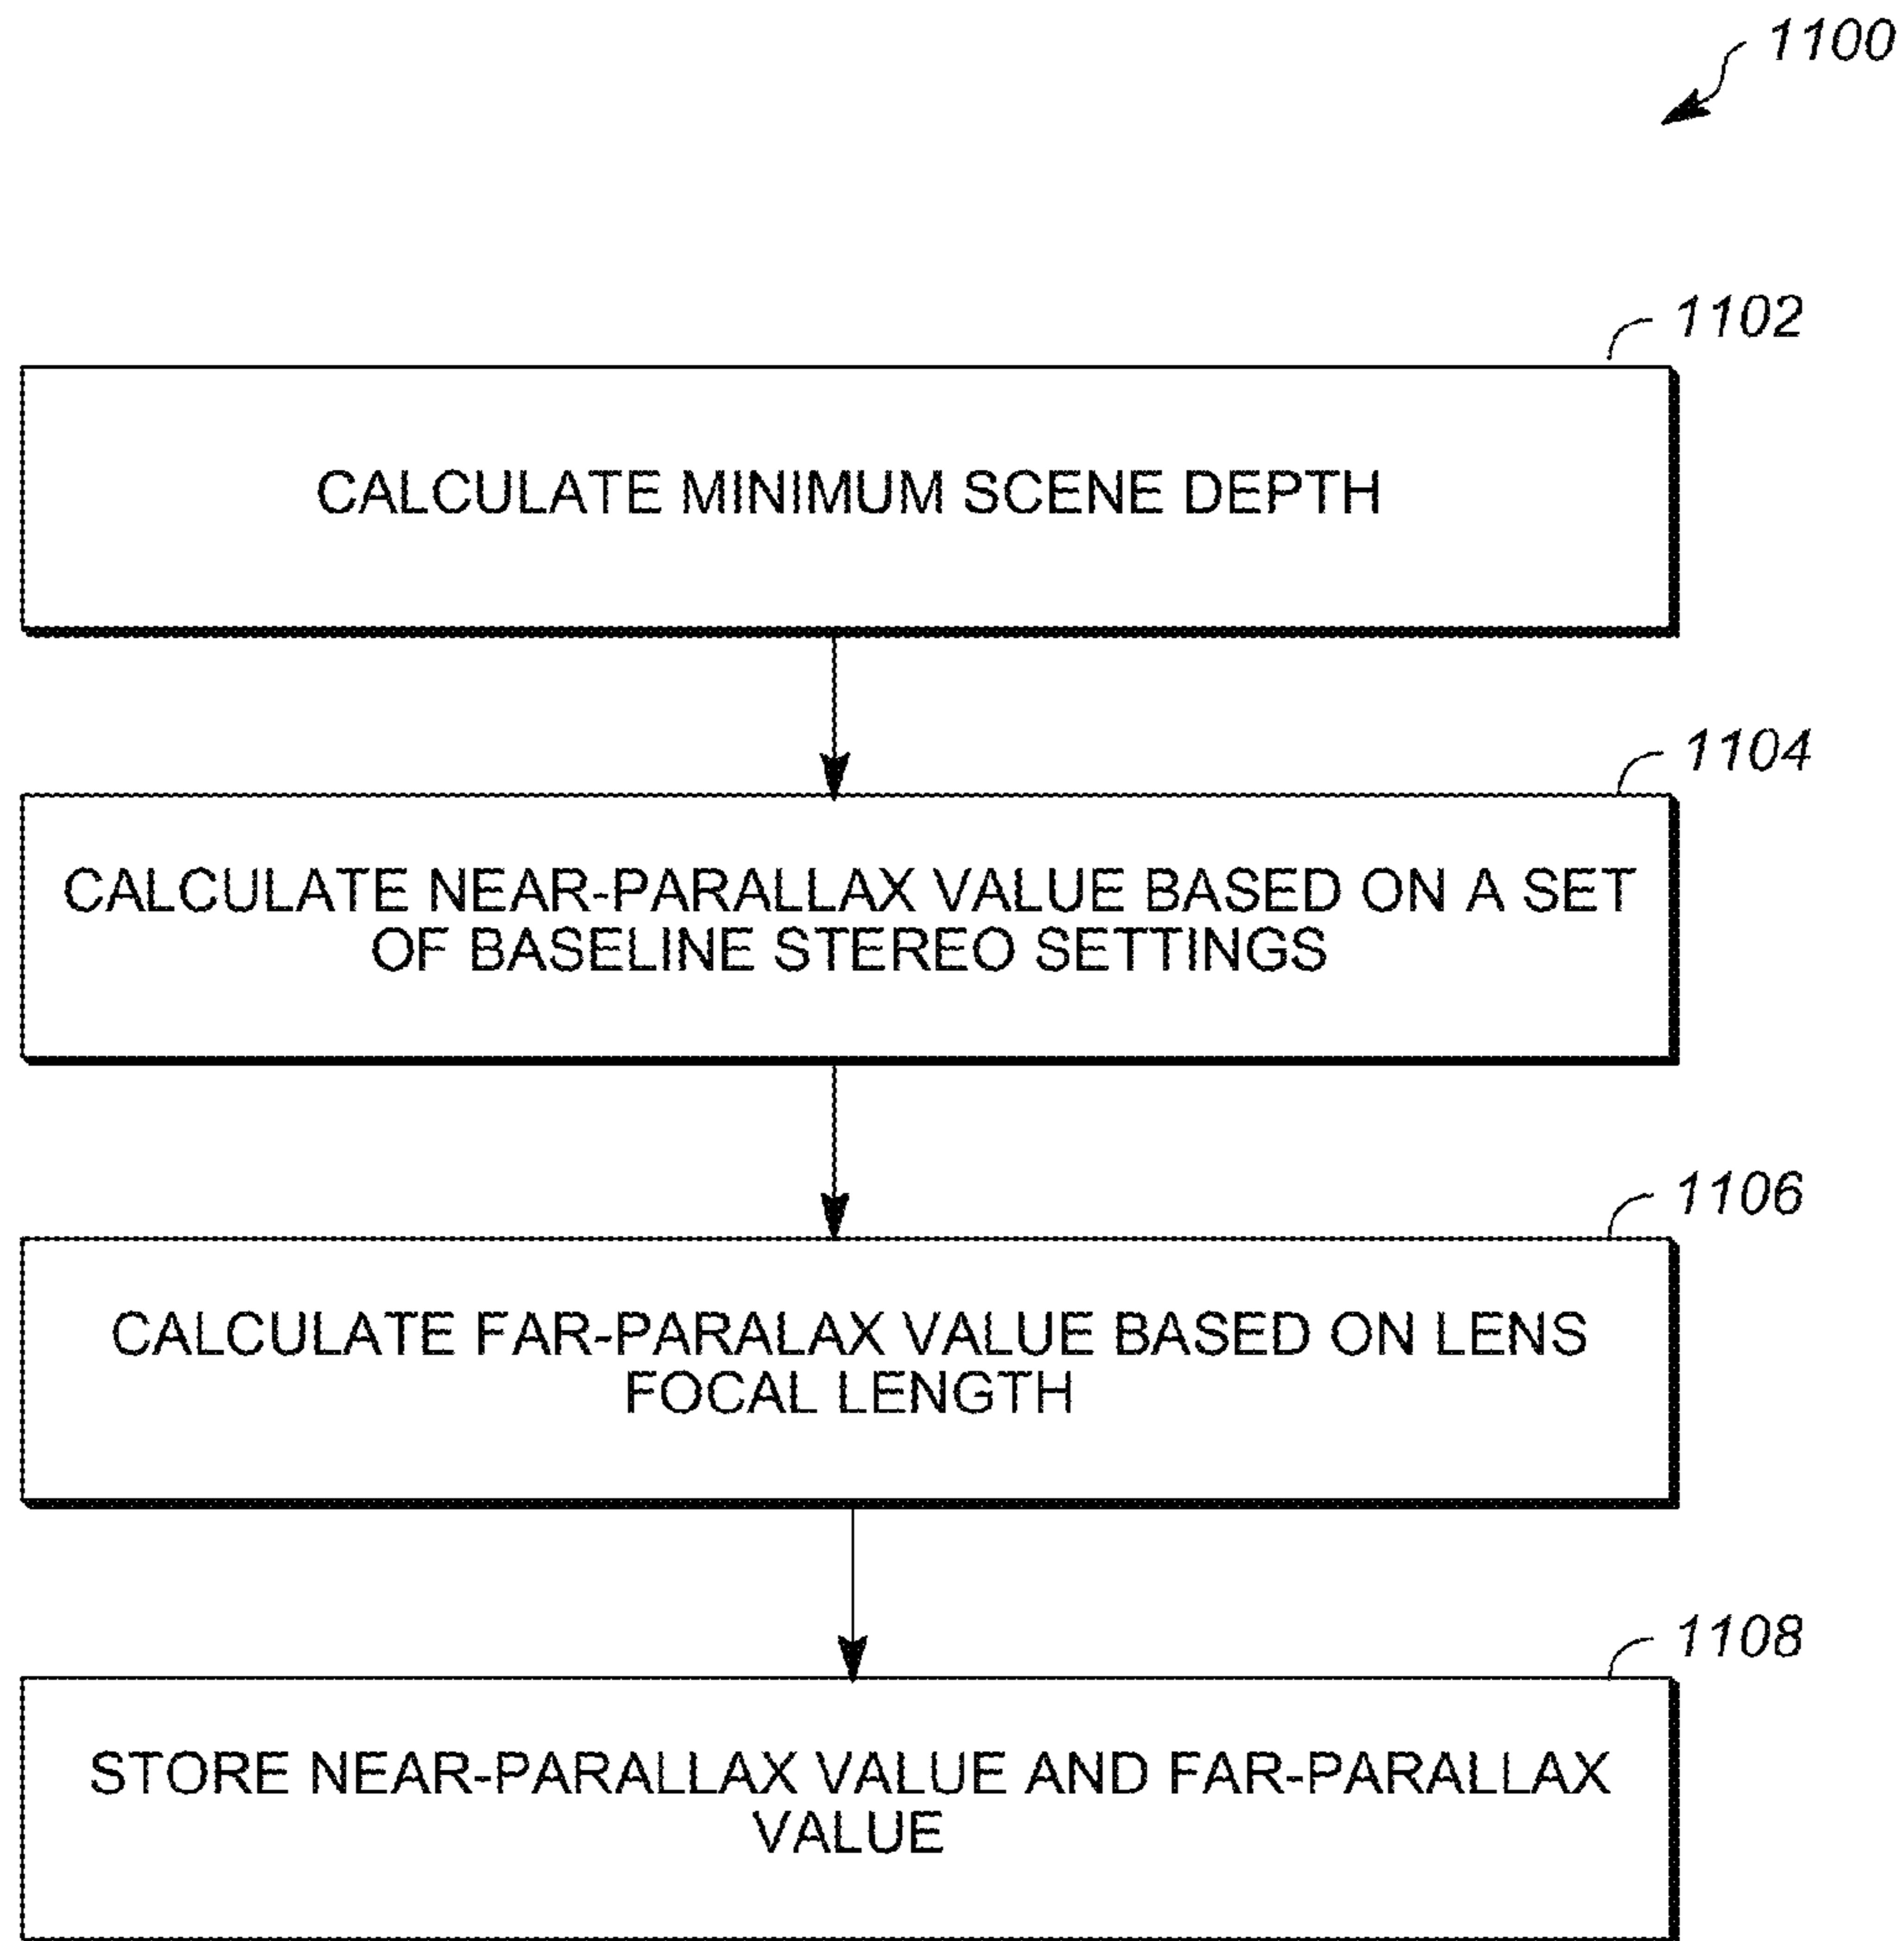 1100
1102
CALCULATE MINIMUM SCENE DEPTH
1104
CALCULATE NEAR-PARALLAX VALUE BASED ON A SET
OF BASELINE STEREO SETTINGS
1106
CALCULATE FAR-PARALAX VALUE BASED ON LENS
FOCAL LENGTH
1108
STORE NEAR-PARALLAX VALUE AND FAR-PARALLAX
VALUE